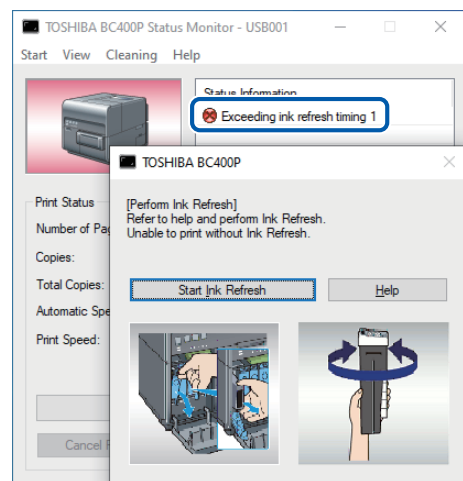 TOSHIBA BC400P Status Monitor - USB001
Start View Cleaning Help
Status Information
Exceeding ink refresh timing 1
TOSHIBA BC400P
[Perform Ink Refresh]
Refer to help and perform Ink Refresh.
Unable to print without Ink Refresh.
Start Ink Refresh
Help
Print Status
Number of
Copies:
Total Copies:
Automatic
Print Speed:
Cancel